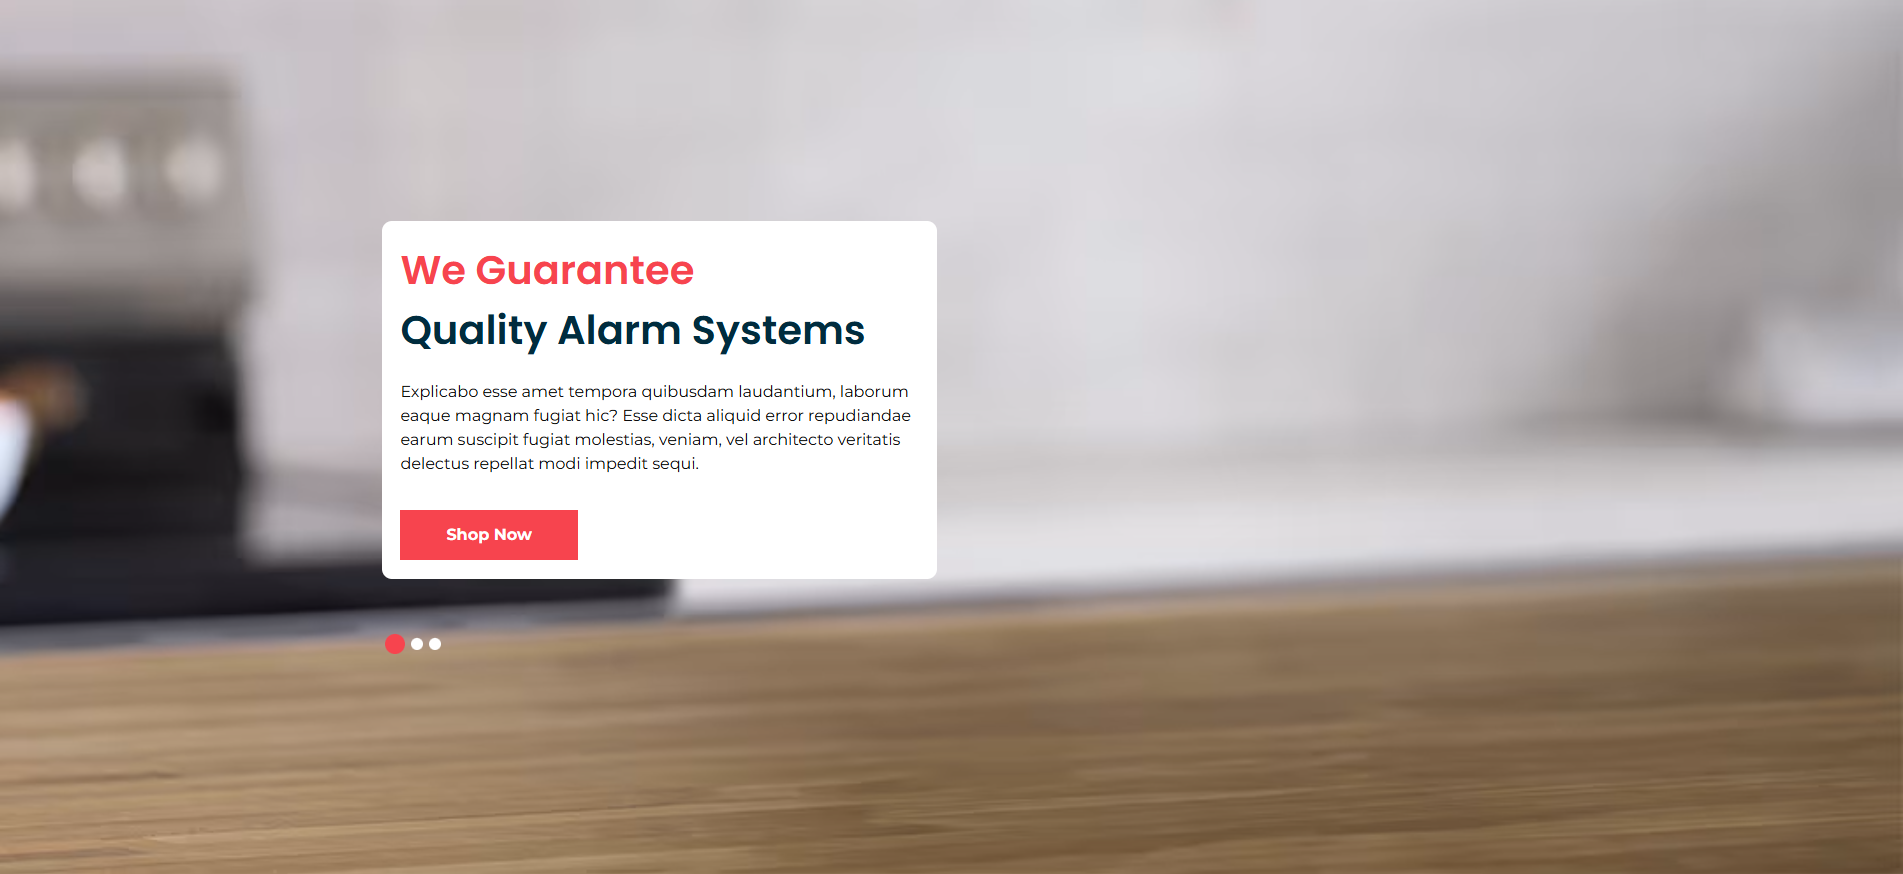 We Guarantee
Quality Alarm Systems
Explicabo esse amet tempora quibusdam laudantium, laborum
eaque magnam fugiat hic? Esse dicta aliquid error repudiandae
earum suscipit fugiat molestias, veniam, vel architecto veritatis
delectus repellat modi impedit sequi.
Shop Now